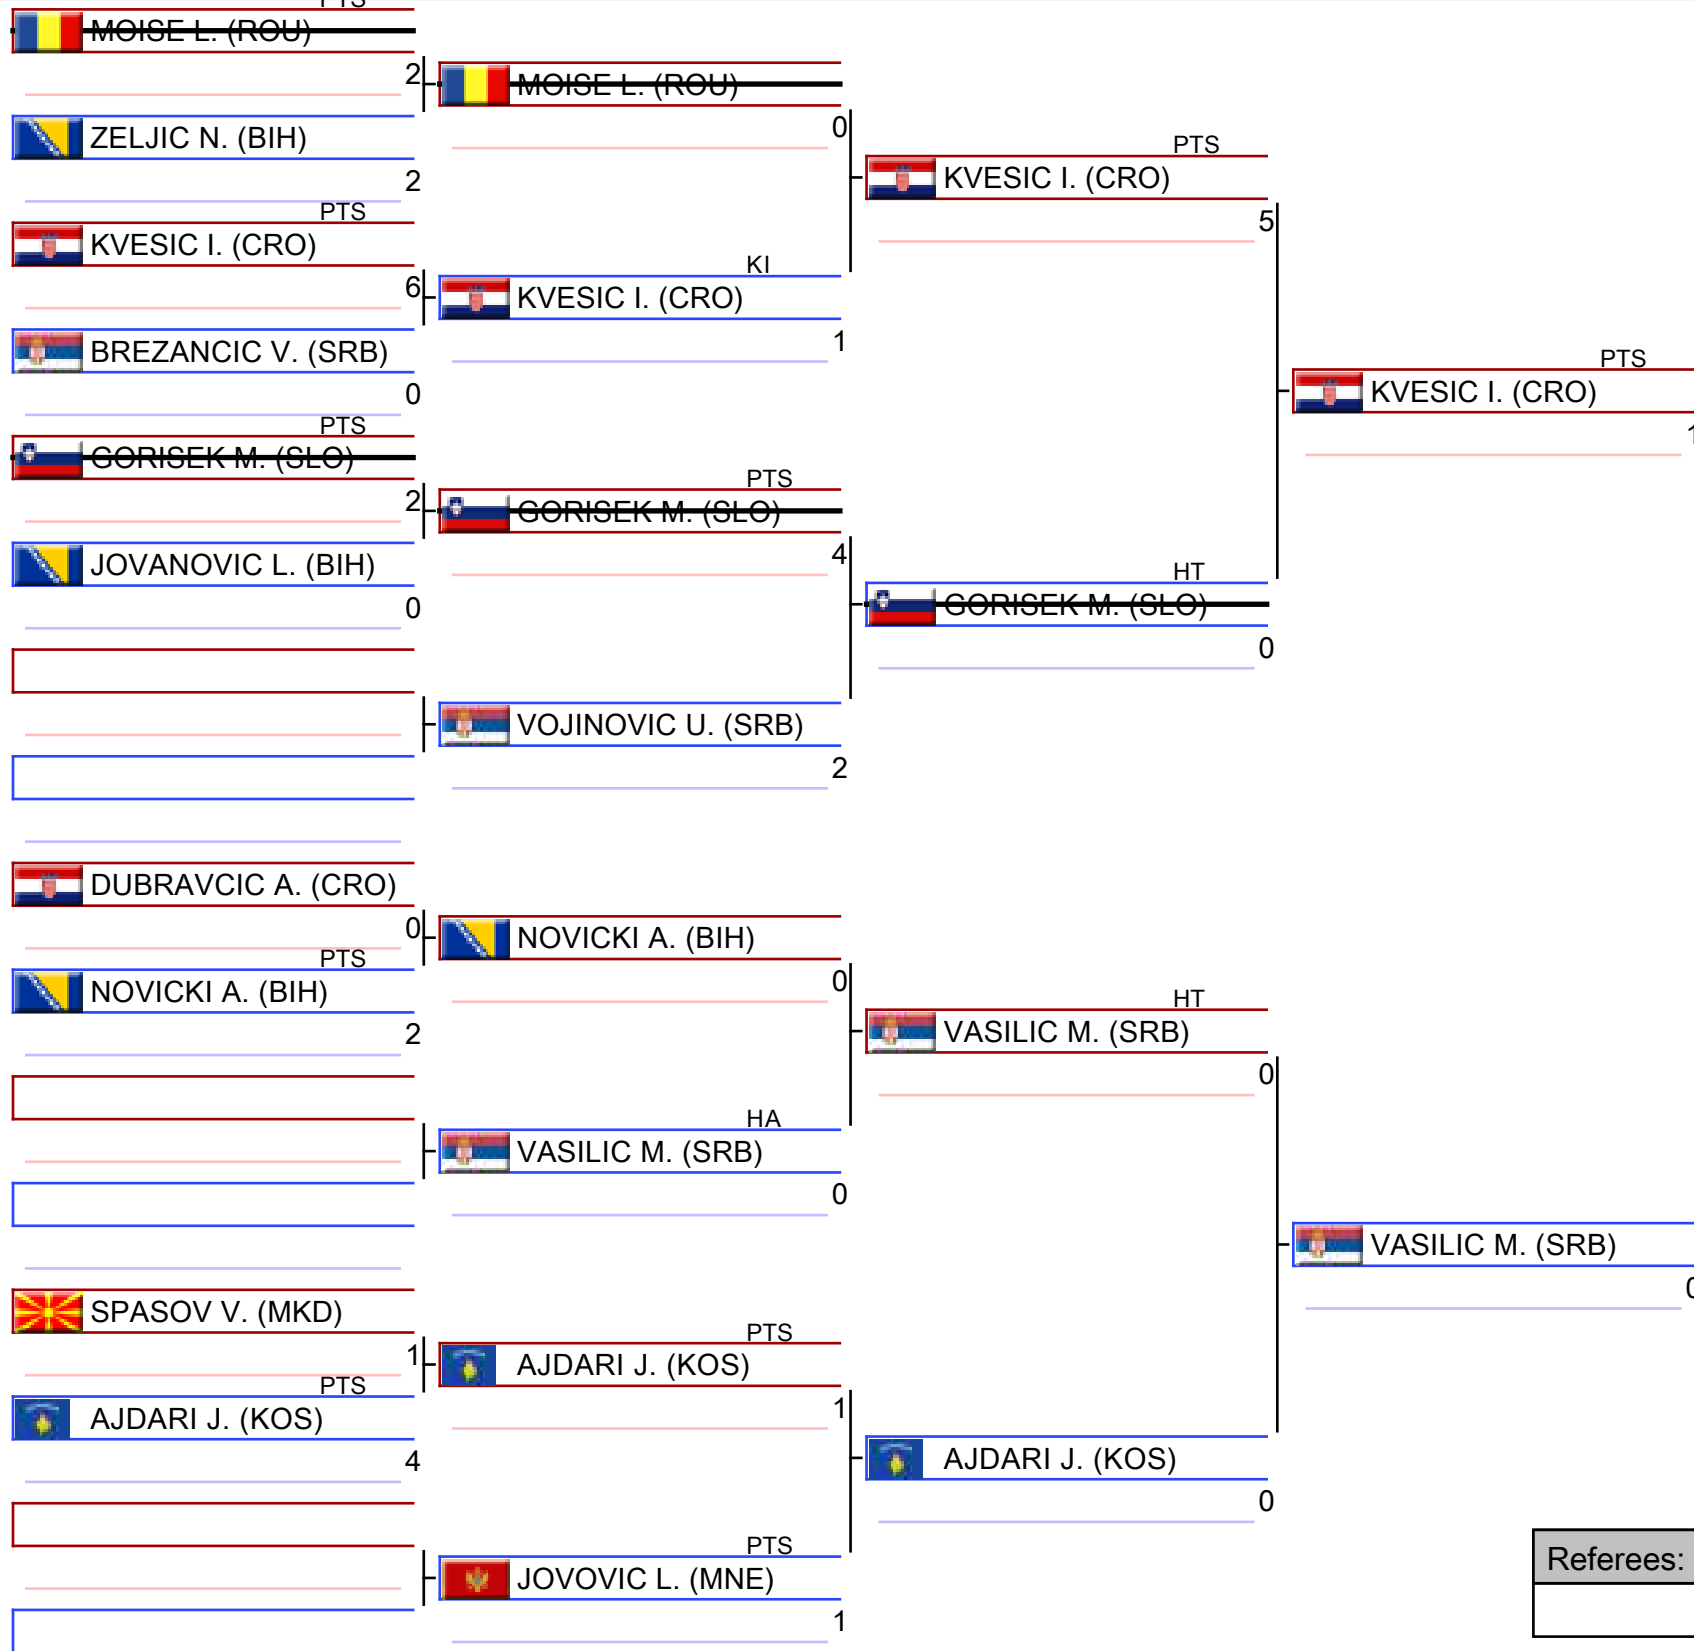 PTS
MOISE L. (ROU)
2
ZELJIC N. (BIH)
2
PTS
KVESIC I. (CRO)
6
BREZANCIC V. (SRB)
0
PTS
GORISEK M. (SLO)
2
JOVANOVIC L. (BIH)
0
DUBRAVCIC A. (CRO)
0
PTS
NOVICKI A. (BIH)
2
SPASOV V. (MKD)
1
PTS
AJDARI J. (KOS)
4
MOISE L. (ROU)
0
KI
KVESIC I. (CRO)
1
PTS
GORISEK M. (SLO)
4
VOJINOVIC U. (SRB)
2
NOVICKI A. (BIH)
0
HA
VASILIC M. (SRB)
0
PTS
AJDARI J. (KOS)
1
PTS
JOVOVIC L. (MNE)
1
PTS
KVESIC I. (CRO)
5
HT
GORISEK M. (SLO)
0
HT
VASILIC M. (SRB)
0
AJDARI J. (KOS)
0
PTS
KVESIC I. (CRO)
1
VASILIC M. (SRB)
0
Referees: